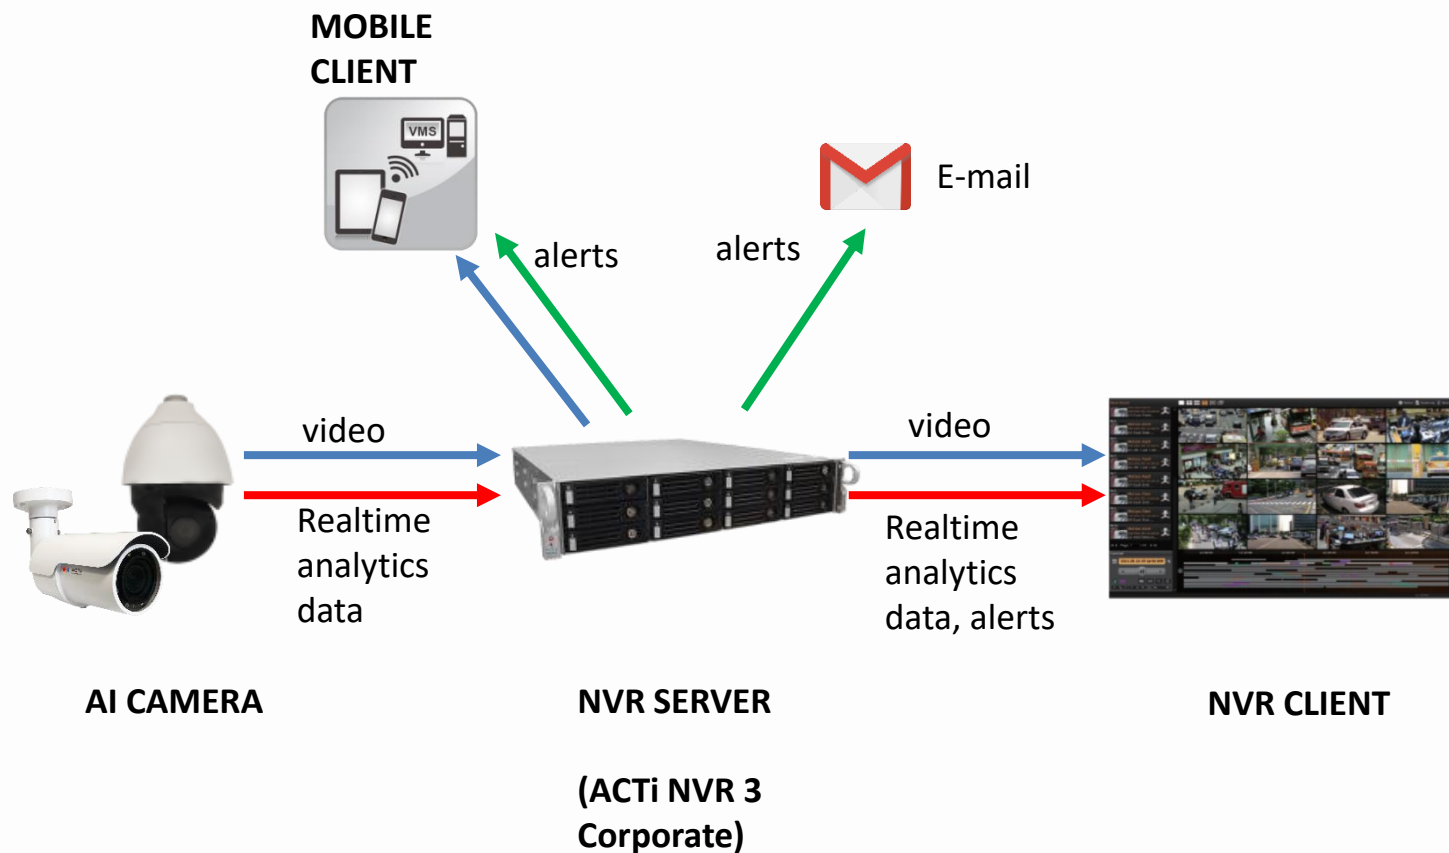 MOBILE
CLIENT
VMS
E-mail
alerts
alerts
video
video
Realtime
analytics
data
Realtime
analytics
data, alerts
AI CAMERA
NVR SERVER
NVR CLIENT
(ACTi NVR 3
Corporate)